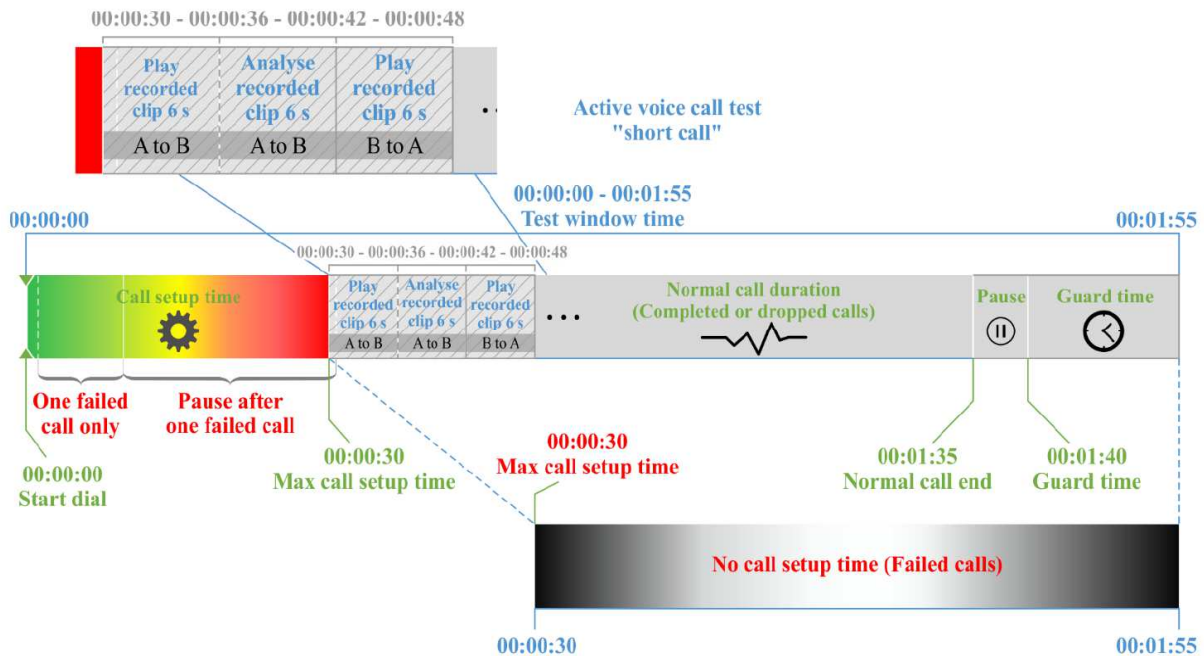 00:00:30 - 00:00:36 - 00:00:42 - 00:00:48
Play
recorded
clip 6 s
A to B
Analyse
recorded
clip 6 s
A to B
Play
recorded
clip 6 s
B to A
Active voice call test
"short call"
00:00:00
00:00:00 - 00:01:55
Test window time
00:01:55
00:00:30 - 00:00:36 - 00:00:42 - 00:00:48
Call setup time
Play
recorded
clip 6 s
A to B
Analyse
recorded
clip 6 s
A to B
Play
recorded
clip 6 s
B to A
Normal call duration
(Completed or dropped calls)
Pause
Guard time
One failed
call only
Pause after
one failed call
00:00:00
Start dial
00:00:30
Max call setup time
00:00:30
Max call setup time
00:01:35
Normal call end
00:01:40
Guard time
No call setup time (Failed calls)
00:00:30
00:01:55